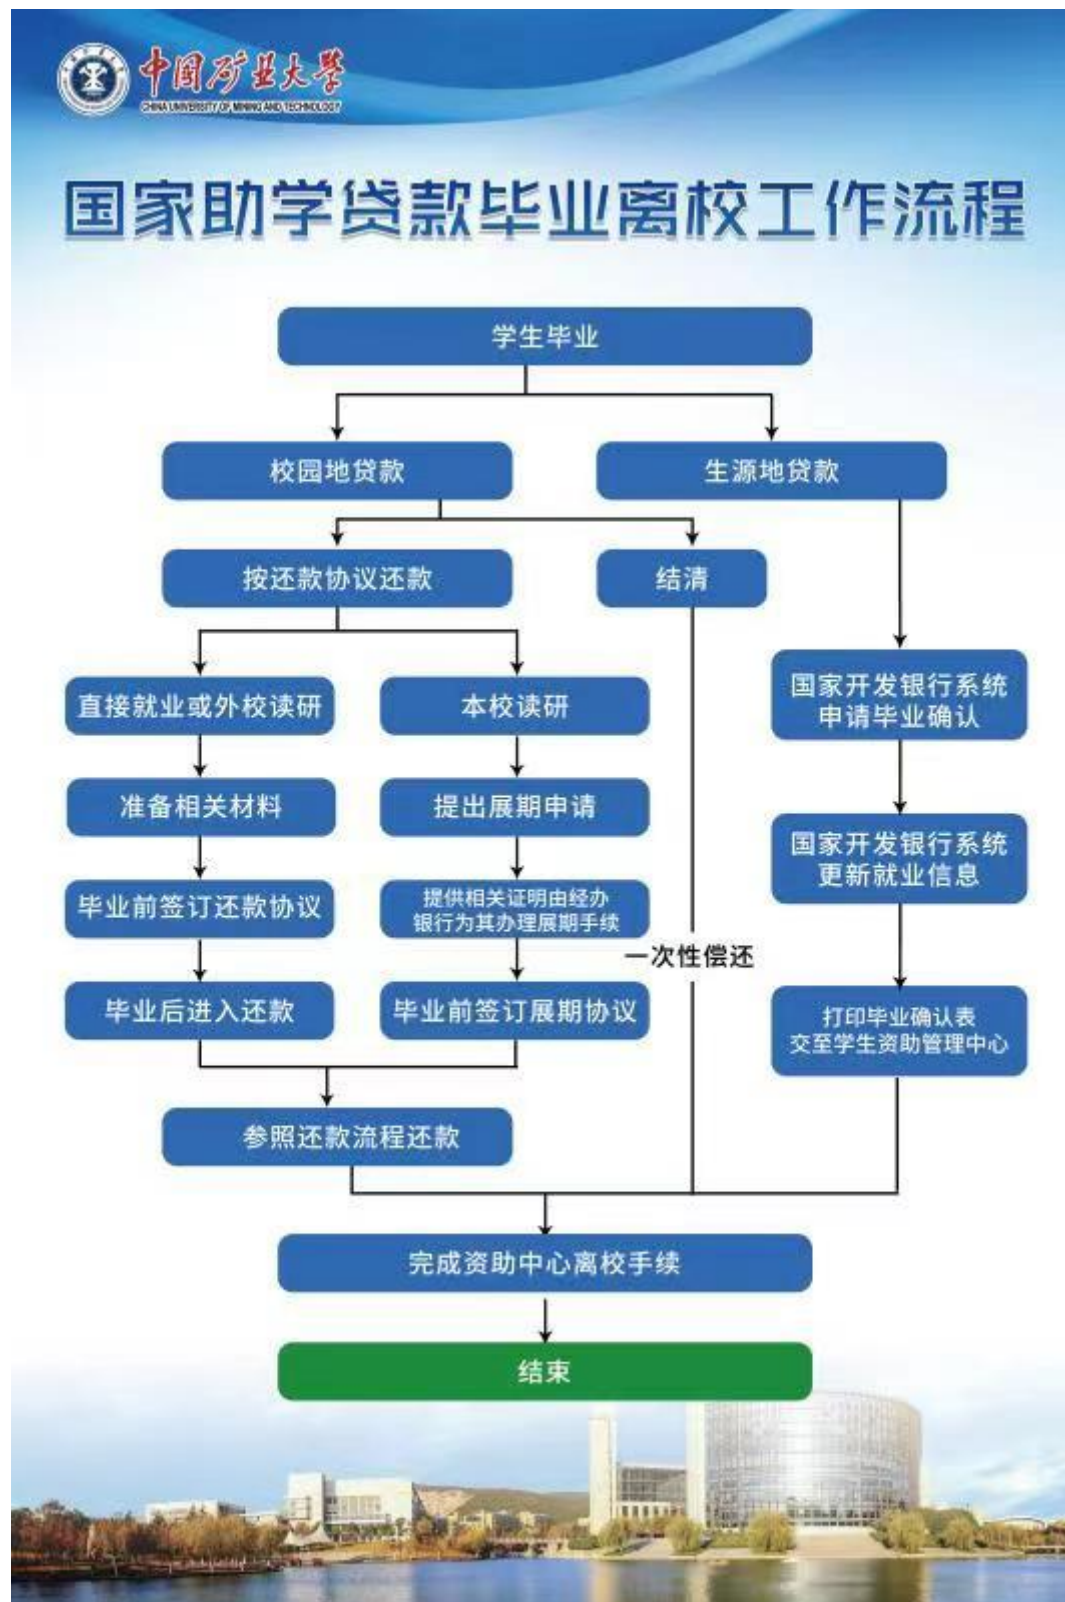 中国矿业大学
CHINA UNIVERSITY OF MINING AND TECHNOLOGY
国家助学贷款毕业离校工作流程
学生毕业
校园地贷款
生源地贷款
按还款协议还款
结清
直接就业或外校读研
本校读研
国家开发银行系统
申请毕业确认
准备相关材料
提出展期申请
国家开发银行系统
更新就业信息
毕业前签订还款协议
提供相关证明由经办
银行为其办理展期手续
一次性偿还
毕业后进入还款
毕业前签订展期协议
打印毕业确认表
交至学生资助管理中心
参照还款流程还款
完成资助中心离校手续
结束